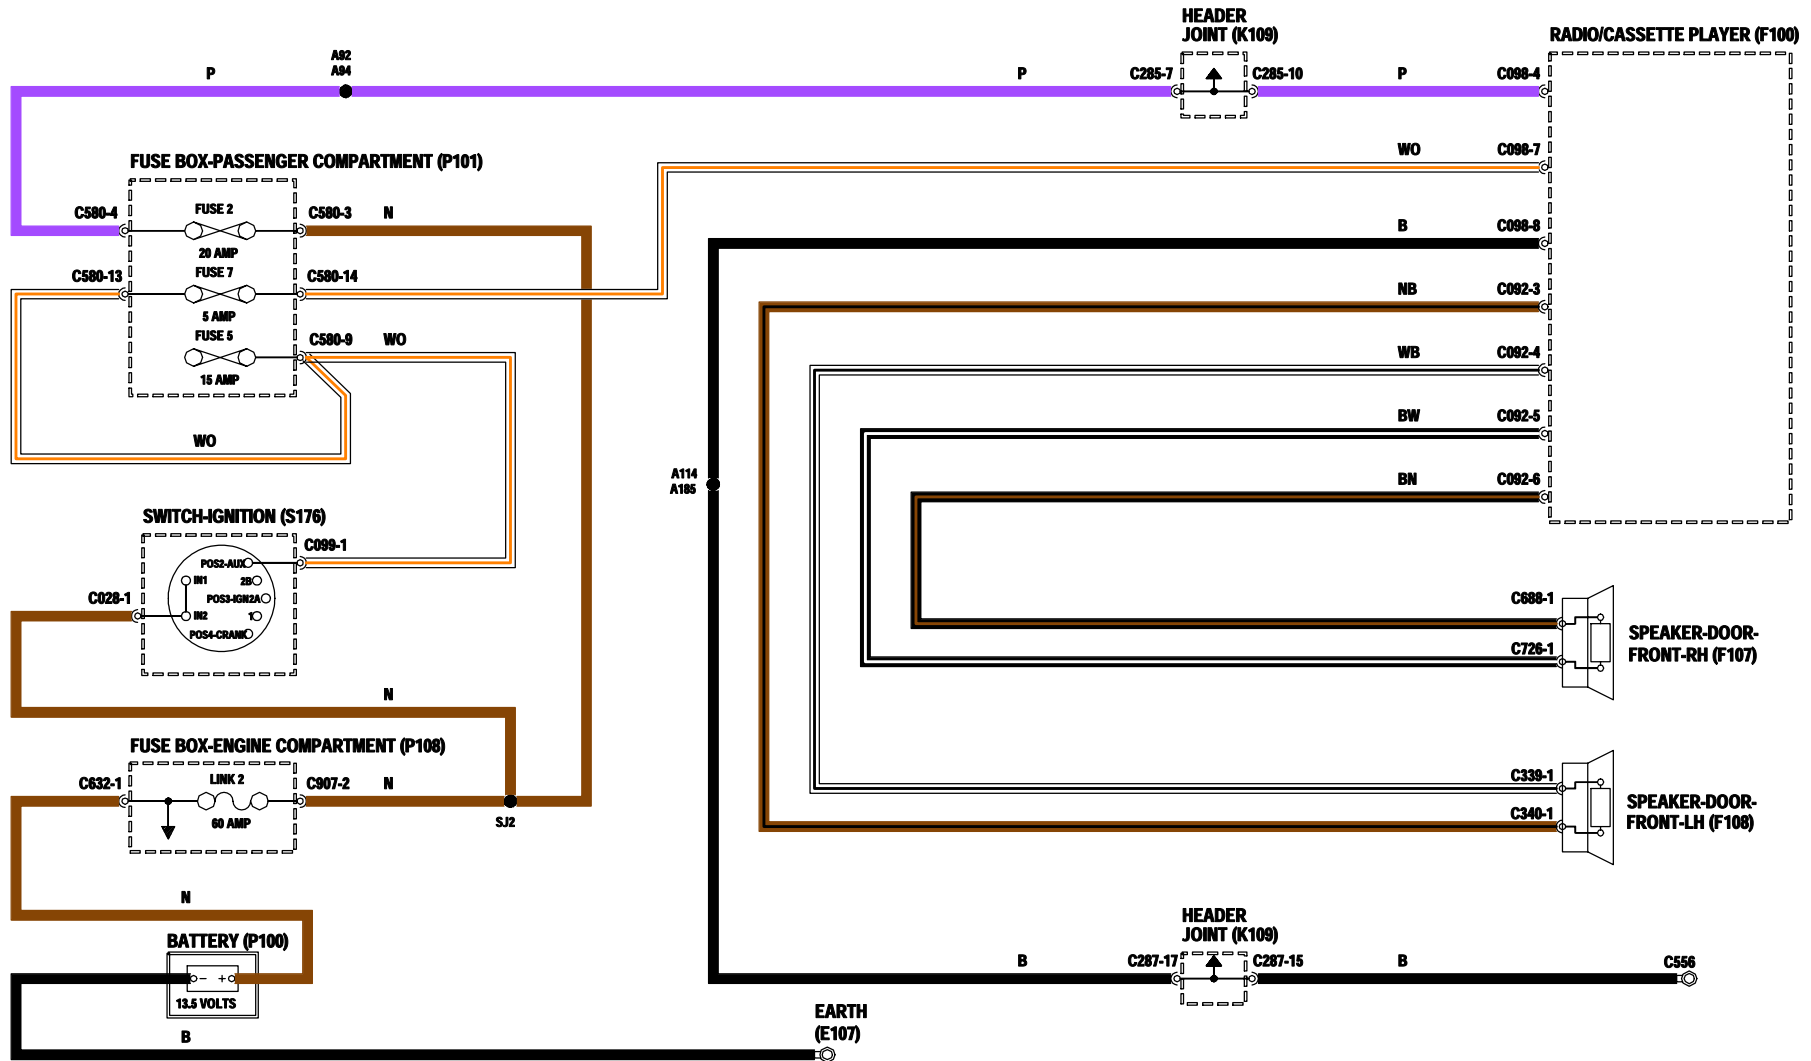 HEADER
JOINT (K109)
RADIO/CASSETTE PLAYER (F100)
A92
A94
P
P
C285-7
C285-10
P
C098-4
FUSE BOX-PASSENGER COMPARTMENT (P101)
WO
C098-7
C580-4
FUSE 2
C580-3
N
20 AMP
B
C098-8
C580-13
FUSE 7
C580-14
5 AMP
NB
C092-3
FUSE 5
C580-9
WO
15 AMP
WB
C092-4
WO
BW
C092-5
A114
A185
BN
C092-6
SWITCH-IGNITION (S176)
C099-1
POS2-AUX
IN1
2B
C028-1
POS3-IGN2A
IN2
1
POS4-CRANK
C688-1
SPEAKER-DOOR-
FRONT-RH (F107)
C726-1
N
FUSE BOX-ENGINE COMPARTMENT (P108)
C632-1
LINK 2
C907-2
N
60 AMP
SJ2
C339-1
SPEAKER-DOOR-
FRONT-LH (F108)
C340-1
N
BATTERY (P100)
- +
13.5 VOLTS
HEADER
JOINT (K109)
B
C287-17
C287-15
B
C556
B
EARTH
(E107)